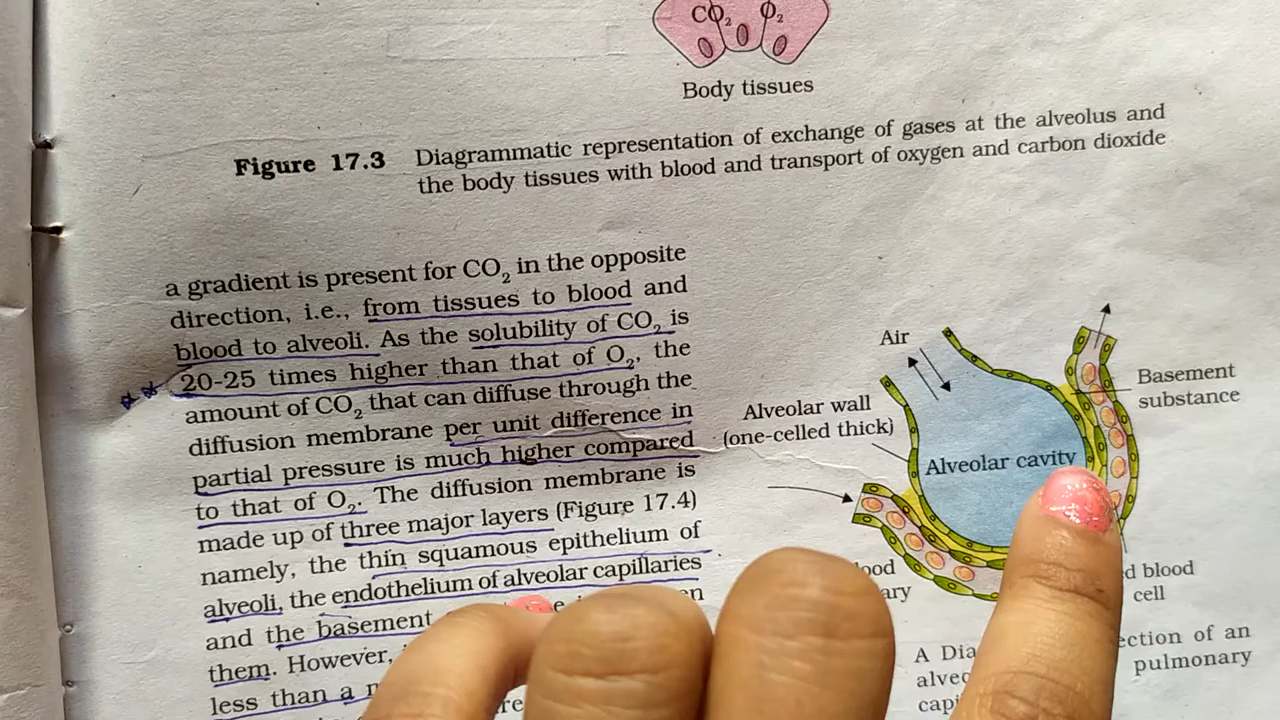 CO₂ O₂
Body tissues
Figure 17.3 Diagrammatic representation of exchange of gases at the alveolus and
the body tissues with blood and transport of oxygen and carbon dioxide
a gradient is present for CO₂ in the opposite
direction, i.e., from tissues to blood and
blood to alveoli. As the solubility of CO₂ is
20-25 times higher than that of O₂, the
amount of CO₂ that can diffuse through the
diffusion membrane per unit difference in
partial pressure is much higher compared
to that of O₂. The diffusion membrane is
made up of three major layers (Figure 17.4)
namely, the thin squamous epithelium of
alveoli, the endothelium of alveolar capillaries
and the basement
them. However,
less than a
Air
Alveolar wall
(one-celled thick)
Alveolar cavity
Basement
substance
blood
cell
A
of an
pulmonary